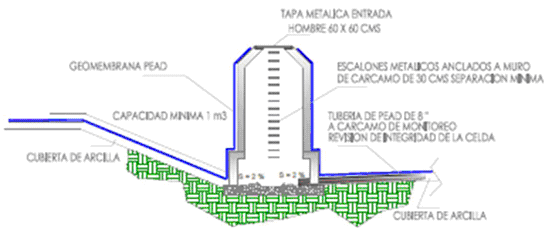 TAPA METALICA ENTRADA
HOMBRE 60 X 60 CMS
GEOMEMBRANA PEAD
ESCALONES METALICOS ANCLADOS A MURO
DE CARCAMO DE 30 CMS SEPARACION MINIMA
CAPACIDAD MINIMA 1 m3
TUBERIA DE PEAD DE 8"
A CARCAMO DE MONITOREO
REVISION DE INTEGRIDAD DE LA CELDA
CUBIERTA DE ARCILLA
S = 2 %
S = 2 %
CUBIERTA DE ARCILLA